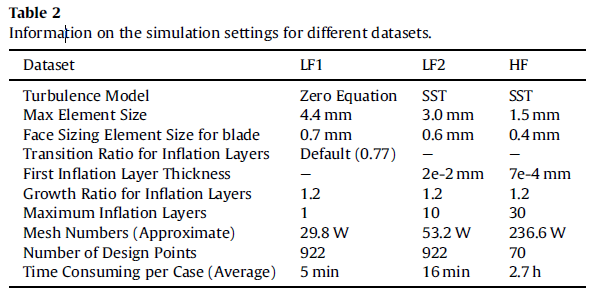 Table 2
Information on the simulation settings for different datasets.
Dataset LF1 LF2 HF
Turbulence Model Zero Equation SST SST
Max Element Size 4.4 mm 3.0 mm 1.5 mm
Face Sizing Element Size for blade 0.7 mm 0.6 mm 0.4 mm
Transition Ratio for Inflation Layers Default (0.77) – –
First Inflation Layer Thickness – 2e-2 mm 7e-4 mm
Growth Ratio for Inflation Layers 1.2 1.2 1.2
Maximum Inflation Layers 1 10 30
Mesh Numbers (Approximate) 29.8 W 53.2 W 236.6 W
Number of Design Points 922 922 70
Time Consuming per Case (Average) 5 min 16 min 2.7 h